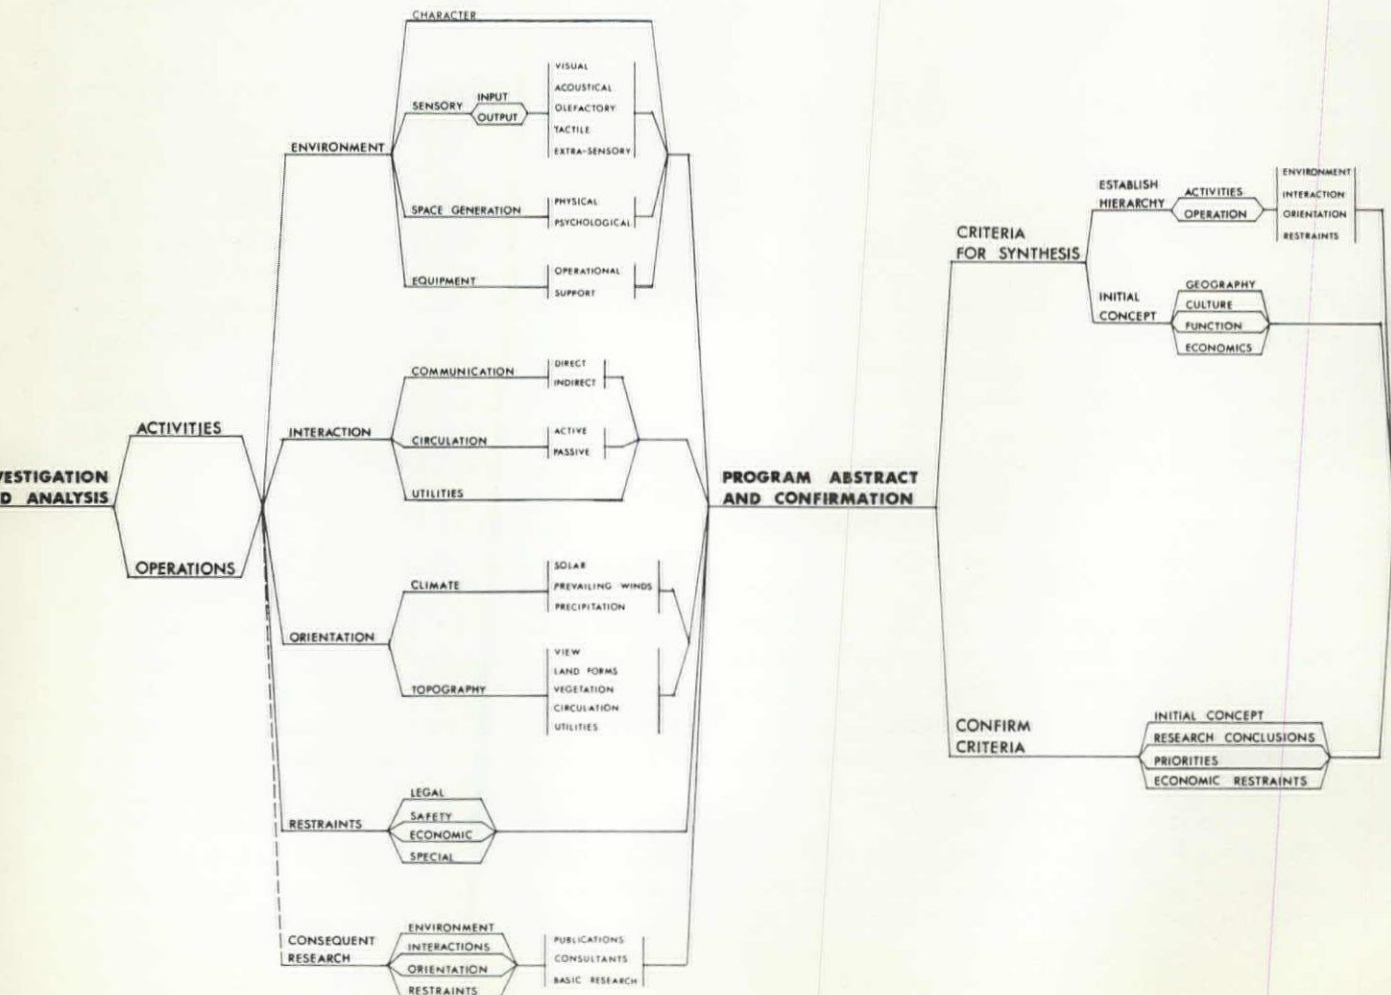 VESTIGATION
D ANALYSIS
ACTIVITIES
OPERATIONS
ENVIRONMENT
CHARACTER
SENSORY
INPUT
OUTPUT
VISUAL
ACOUSTICAL
OLEFACTORY
TACTILE
EXTRA-SENSORY
SPACE GENERATION
PHYSICAL
PSYCHOLOGICAL
EQUIPMENT
OPERATIONAL
SUPPORT
INTERACTION
COMMUNICATION
DIRECT
INDIRECT
CIRCULATION
ACTIVE
PASSIVE
UTILITIES
ORIENTATION
CLIMATE
SOLAR
PREVAILING WINDS
PRECIPITATION
TOPOGRAPHY
VIEW
LAND FORMS
VEGETATION
CIRCULATION
UTILITIES
RESTRAINTS
LEGAL
SAFETY
ECONOMIC
SPECIAL
CONSEQUENT
RESEARCH
ENVIRONMENT
INTERACTIONS
ORIENTATION
RESTRAINTS
PUBLICATIONS
CONSULTANTS
BASIC RESEARCH
PROGRAM ABSTRACT
AND CONFIRMATION
CRITERIA
FOR SYNTHESIS
ESTABLISH
HIERARCHY
ACTIVITIES
OPERATION
ENVIRONMENT
INTERACTION
ORIENTATION
RESTRAINTS
INITIAL
CONCEPT
GEOGRAPHY
CULTURE
FUNCTION
ECONOMICS
CONFIRM
CRITERIA
INITIAL CONCEPT
RESEARCH CONCLUSIONS
PRIORITIES
ECONOMIC RESTRAINTS